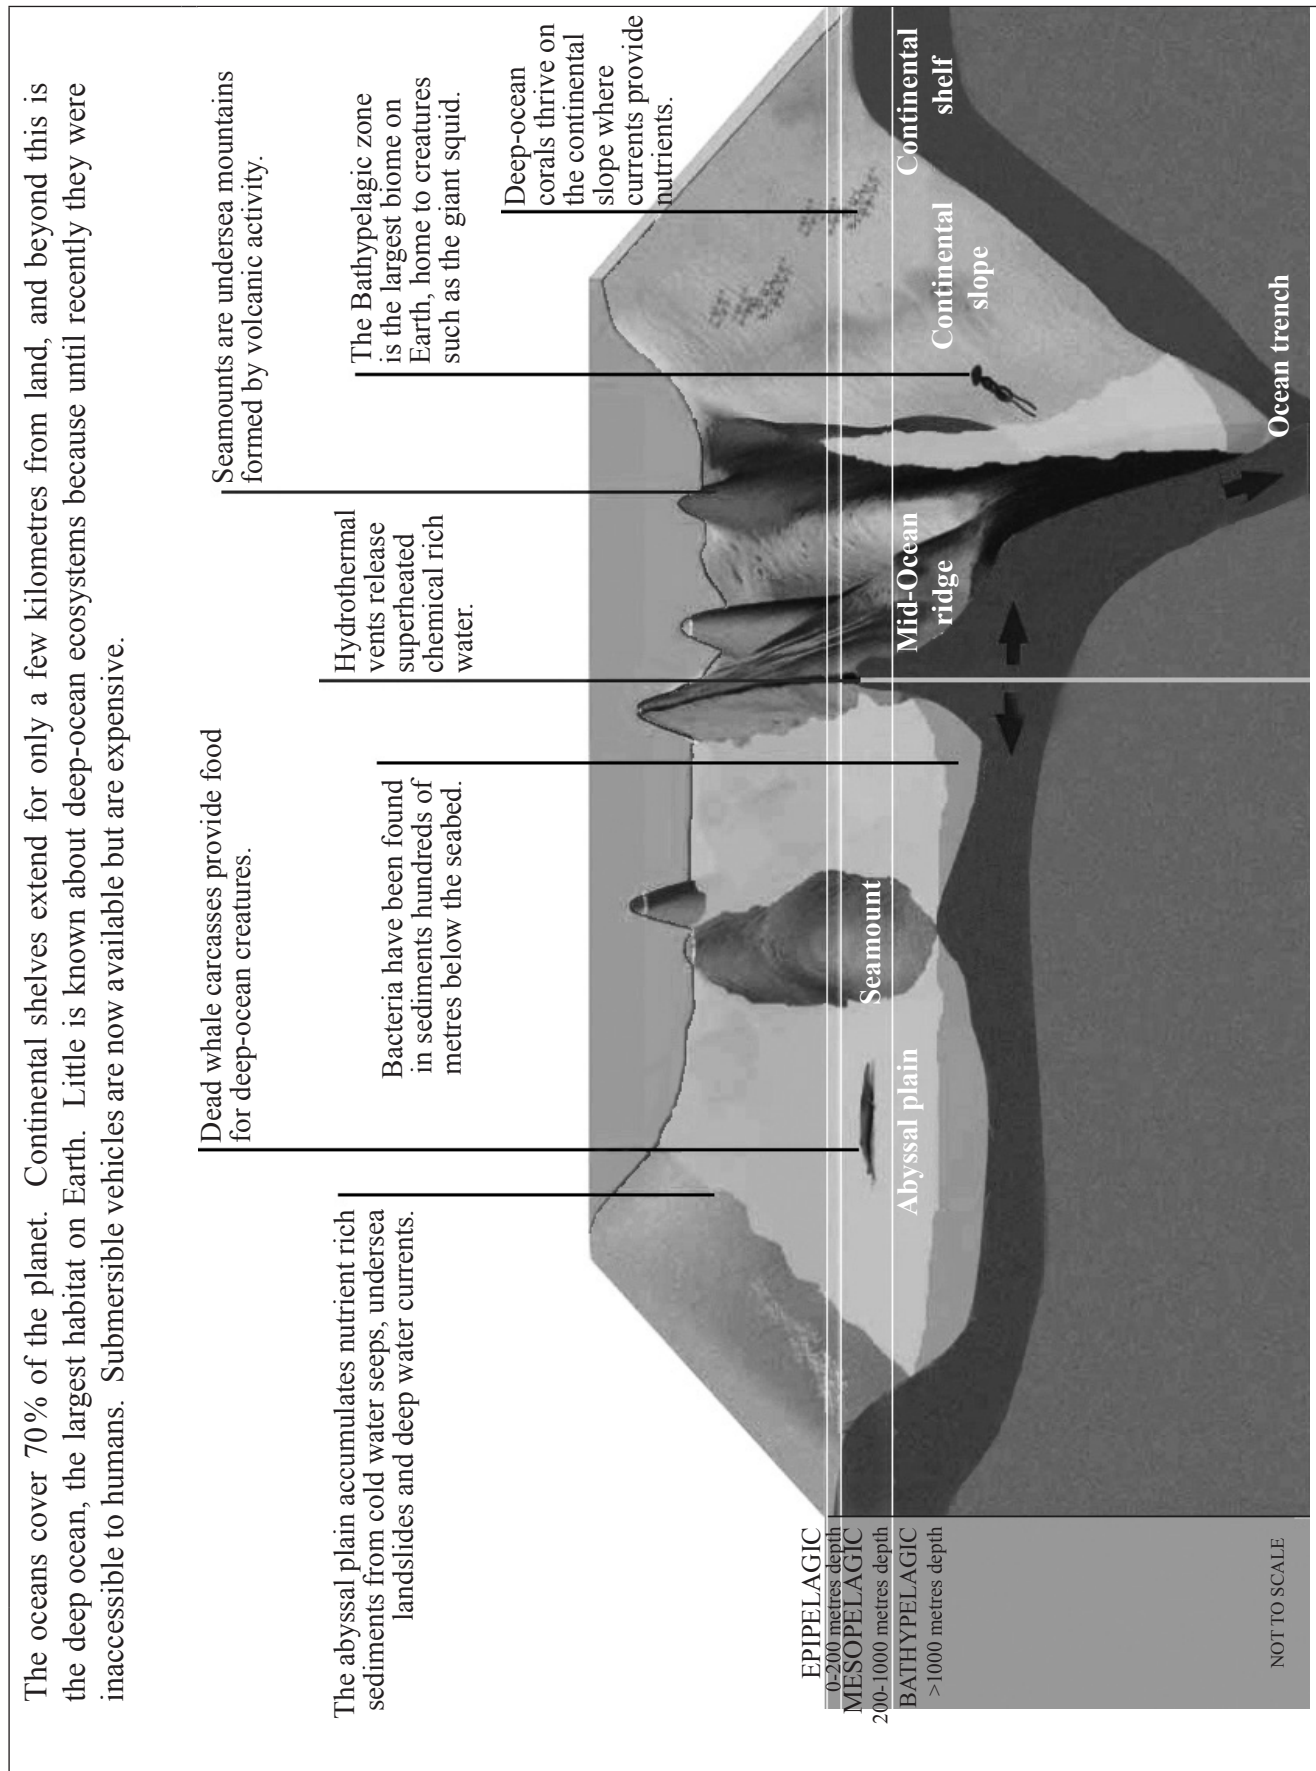 The oceans cover 70% of the planet. Continental shelves extend for only a few kilometres from land, and beyond this is
the deep ocean, the largest habitat on Earth. Little is known about deep-ocean ecosystems because until recently they were
inaccessible to humans. Submersible vehicles are now available but are expensive.
Dead whale carcasses provide food
for deep-ocean creatures.
Seamounts are undersea mountains
formed by volcanic activity.
The abyssal plain accumulates nutrient rich
sediments from cold water seeps, undersea
landslides and deep water currents.
Bacteria have been found
in sediments hundreds of
metres below the seabed.
Hydrothermal
vents release
superheated
chemical rich
water.
The Bathypelagic zone
is the largest biome on
Earth, home to creatures
such as the giant squid.
Deep-ocean
corals thrive on
the continental
slope where
currents provide
nutrients.
EPIPELAGIC
0-200 metres depth
MESOPELAGIC
200-1000 metres depth
BATHYPELAGIC
>1000 metres depth
Abyssal plain
Seamount
Mid-Ocean
ridge
Continental
slope
Continental
shelf
Ocean trench
NOT TO SCALE